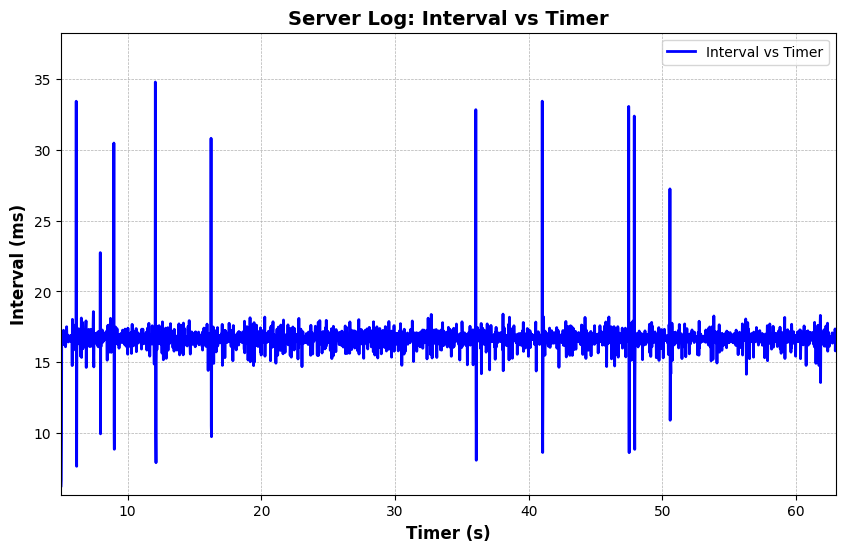 Server Log: Interval vs Timer
Interval vs Timer
35
30
25
20
15
10
Interval (ms)
10 20 30 40 50 60
Timer (s)